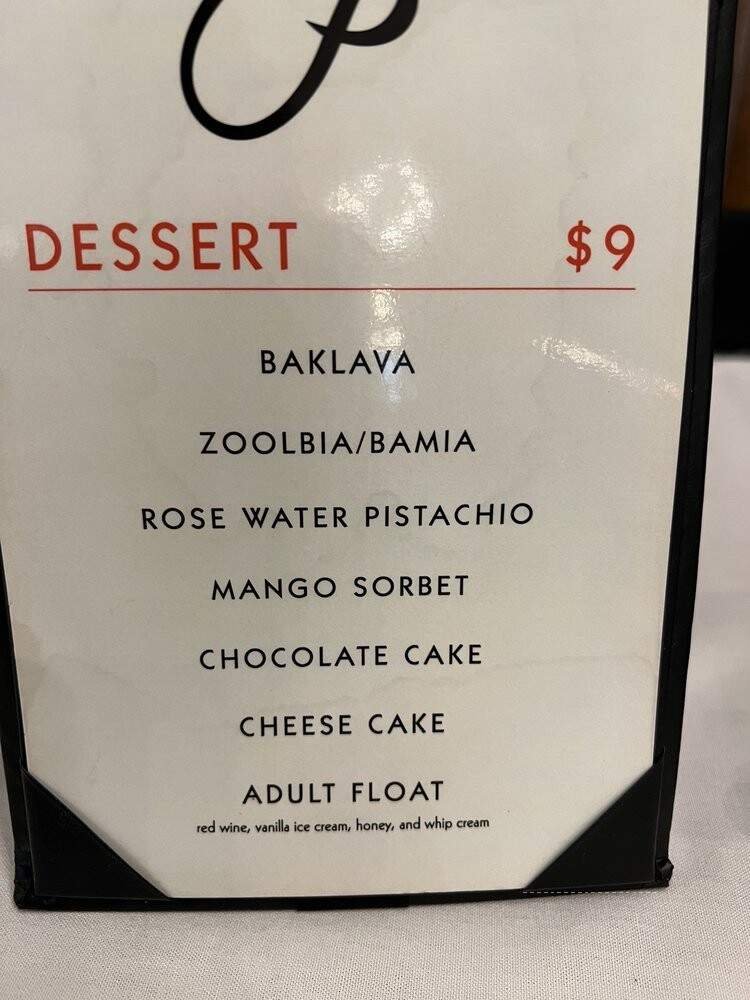 DESSERT $9
BAKLAVA
ZOOLBIA/BAMIA
ROSE WATER PISTACHIO
MANGO SORBET
CHOCOLATE CAKE
CHEESE CAKE
ADULT FLOAT
red wine, vanilla ice cream, honey, and whip cream